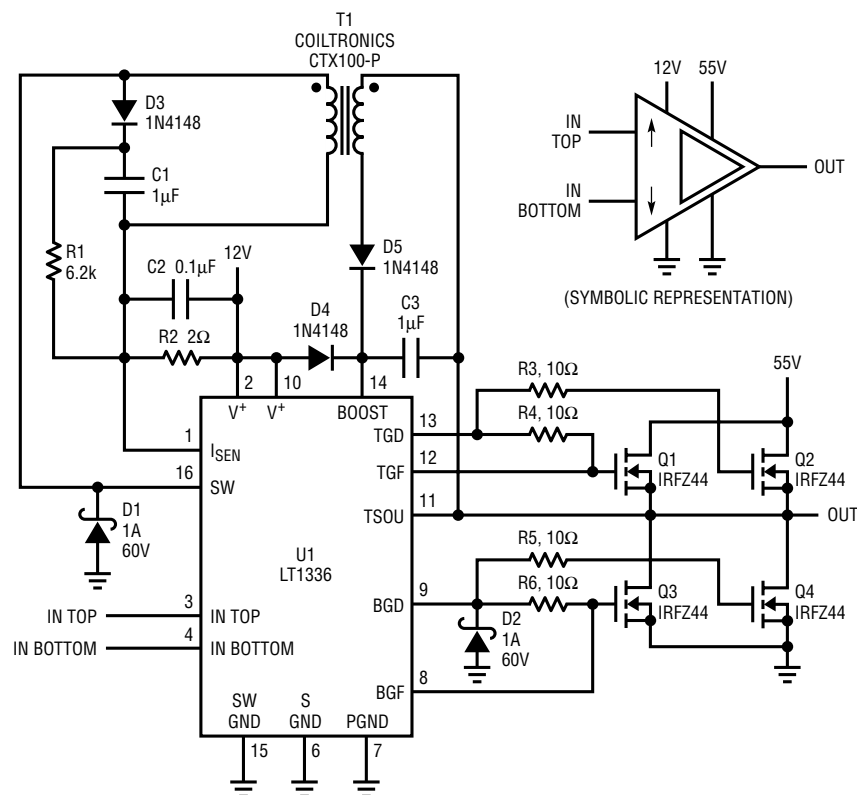 T1
COILTRONICS
CTX100-P
D3
1N4148
C1
1µF
R1
6.2k
C2 0.1µF
12V
R2 2Ω
D4
1N4148
D5
1N4148
C3
1µF
12V 55V
IN
TOP
IN
BOTTOM
OUT
(SYMBOLIC REPRESENTATION)
2 10 14
V+ V+ BOOST
1
ISEN
16
SW
D1
1A
60V
13
TGD
12
TGF
11
TSOU
R3, 10Ω
R4, 10Ω
55V
Q1
IRFZ44
Q2
IRFZ44
OUT
U1
LT1336
9
BGD
R5, 10Ω
R6, 10Ω
D2
1A
60V
Q3
IRFZ44
Q4
IRFZ44
IN TOP 3 IN TOP
IN BOTTOM 4 IN BOTTOM
8
BGF
SW
GND
S
GND
PGND
15 6 7